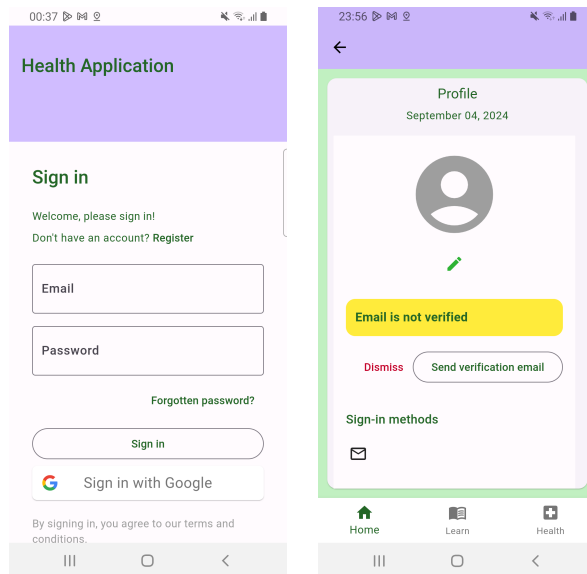 00:37
Health Application
Sign in
Welcome, please sign in!
Don't have an account? Register
Email
Password
Forgotten password?
Sign in
Sign in with Google
By signing in, you agree to our terms and
conditions.
23:56
Profile
September 04, 2024
Email is not verified
Dismiss Send verification email
Sign-in methods
Home Learn Health